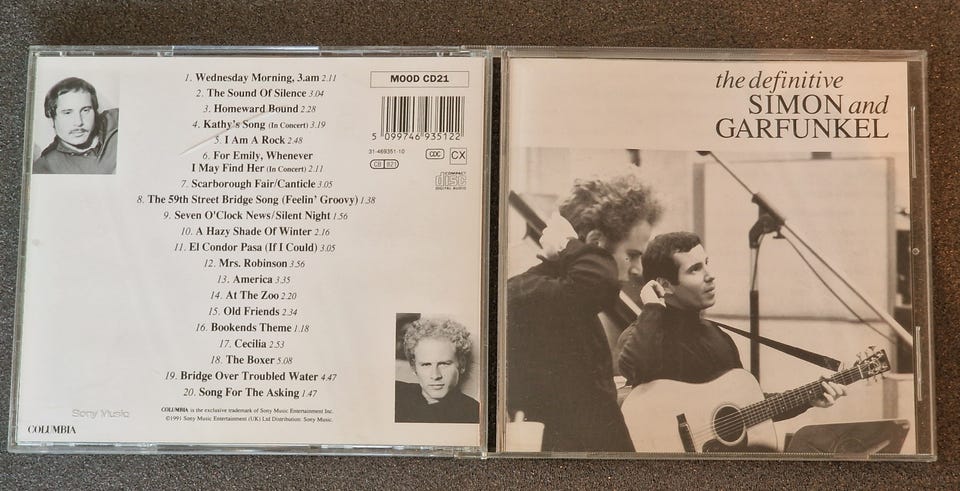 1. Wednesday Morning, 3.am 2.11
2. The Sound Of Silence 3.04
3. Homeward Bound 2.28
4. Kathy's Song (In Concert) 3.19
5. I Am A Rock 2.48
6. For Emily, Whenever
I May Find Her (In Concert) 2.11
7. Scarborough Fair/Canticle 3.05
8. The 59th Street Bridge Song (Feelin' Groovy) 1.38
9. Seven O'Clock News/Silent Night 1.56
10. A Hazy Shade Of Winter 2.16
11. El Condor Pasa (If I Could) 3.05
12. Mrs. Robinson 3.56
13. America 3.35
14. At The Zoo 2.20
15. Old Friends 2.34
16. Bookends Theme 1.18
17. Cecilia 2.53
18. The Boxer 5.08
19. Bridge Over Troubled Water 4.47
20. Song For The Asking 1.47
MOOD CD21
5 099746 935122
31-469351-10
CDC CX
CB 821
COMPACT
disc
DIGITAL AUDIO
Sony Music
COLUMBIA is the exclusive trademark of Sony Music Entertainment Inc.
©1991 Sony Music Entertainment (UK) Ltd Distribution: Sony Music.
COLUMBIA
the definitive
SIMON and
GARFUNKEL